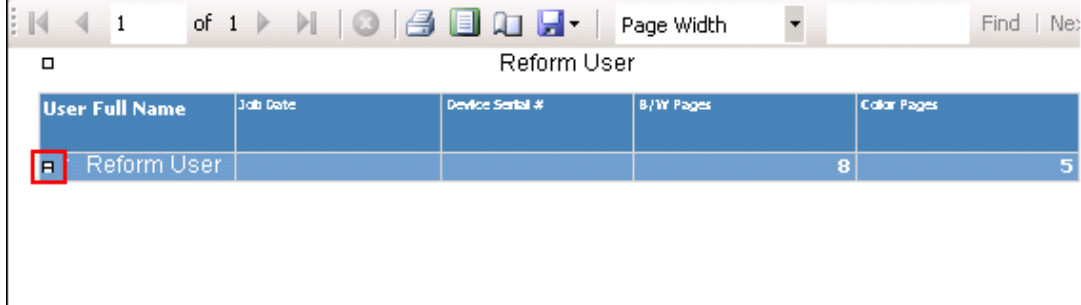 1 of 1 Page Width Find | Nex
Reform User
User Full Name Job Date Device Serial # B/W Pages Color Pages
Reform User 8 5